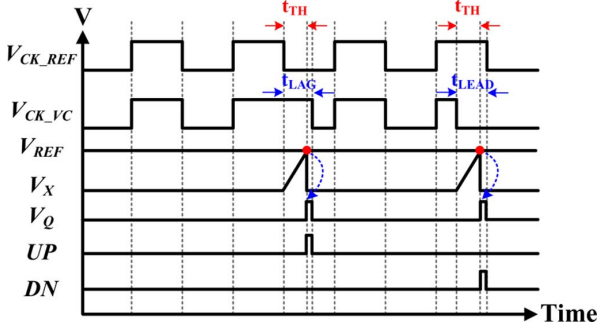 t_TH t_TH
V
V_CK_REF
t_LAG t_LEAD
V_CK_VC
V_REF
V_X
V_Q
UP
DN
Time